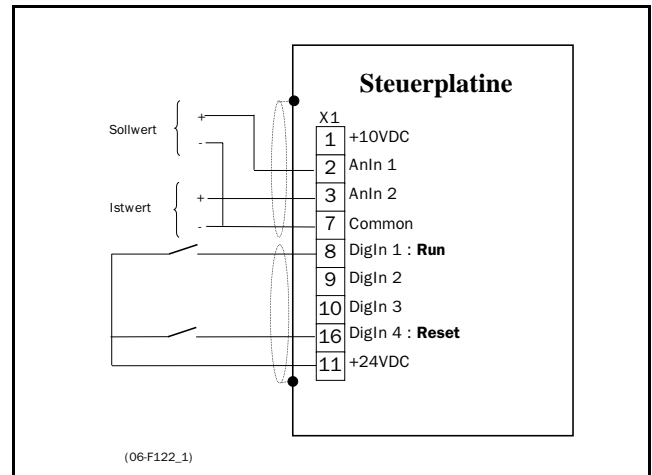 Steuerplatine
X1
Sollwert + -
Istwert + -
1 +10VDC
2 AnIn 1
3 AnIn 2
7 Common
8 DigIn 1 : Run
9 DigIn 2
10 DigIn 3
16 DigIn 4 : Reset
11 +24VDC
(06-F122_1)